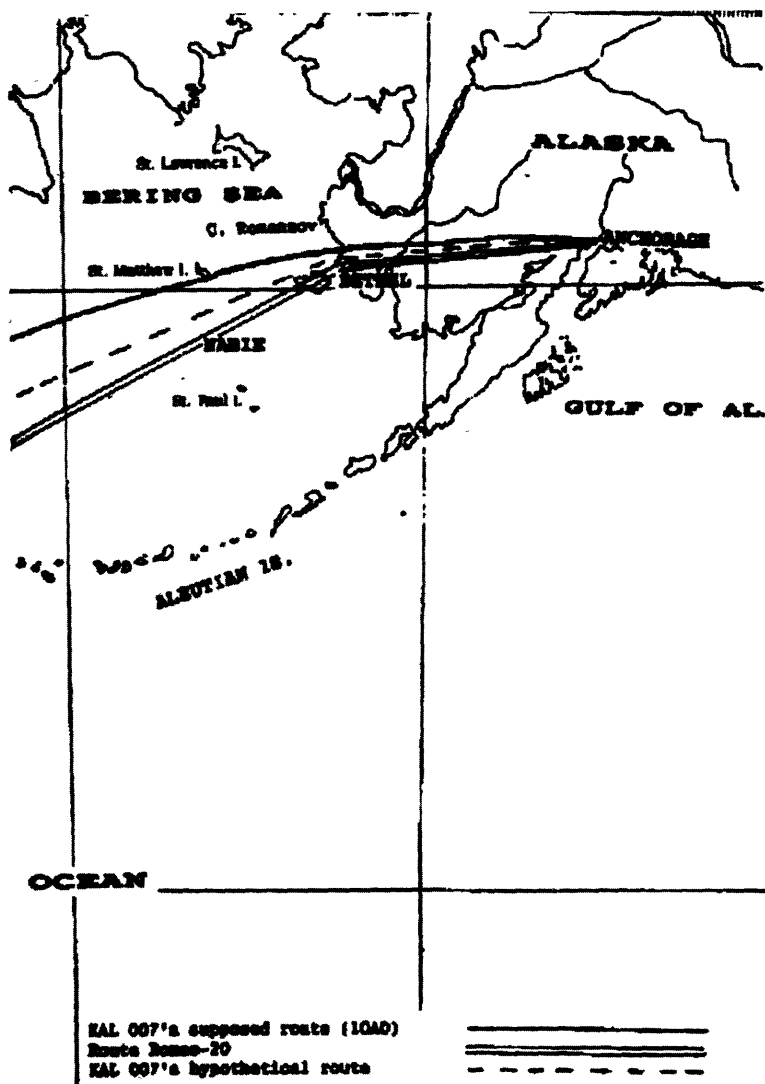 ALASKA
St. Lawrence I.
BERING SEA
C. Romanzov
ANCHORAGE
St. Matthew I.
BETHEL
NABIE
St. Paul I.
GULF OF AL
ALEUTIAN IS.
OCEAN
KAL 007's supposed route (IOAD)
Route Romeo-20
KAL 007's hypothetical route